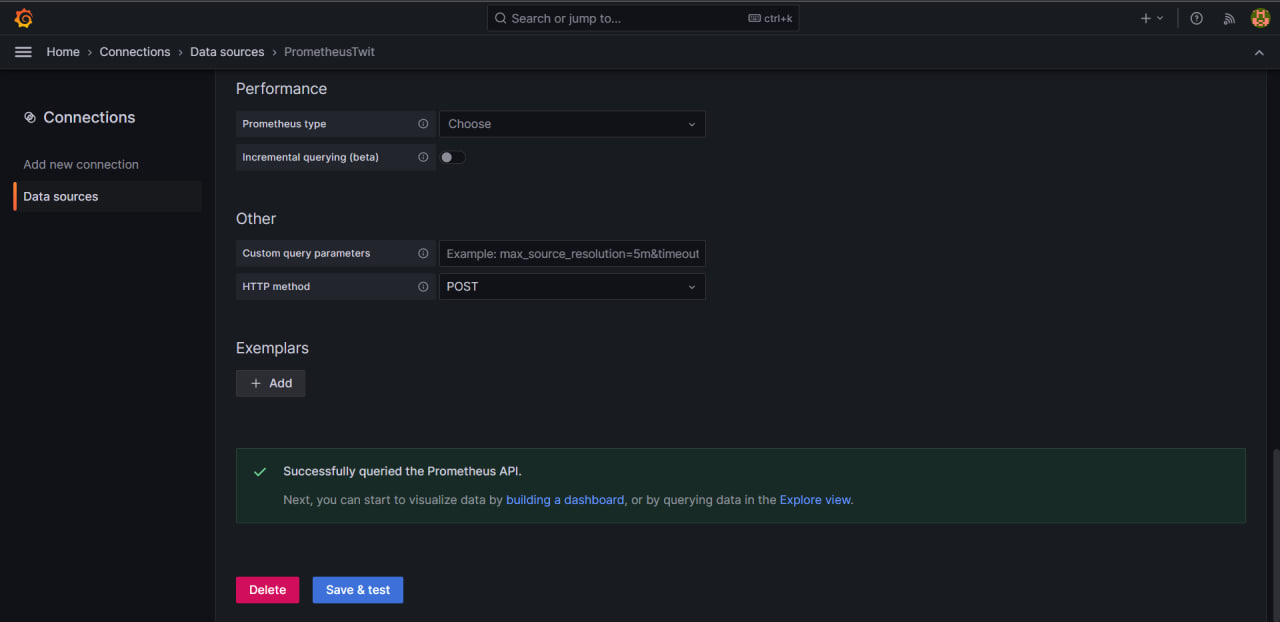 Search or jump to... ctrl+k
Home › Connections › Data sources › PrometheusTwit
Connections
Add new connection
Data sources
Performance
Prometheus type Choose
Incremental querying (beta)
Other
Custom query parameters Example: max_source_resolution=5m&timeout
HTTP method POST
Exemplars
+ Add
Successfully queried the Prometheus API.
Next, you can start to visualize data by building a dashboard, or by querying data in the Explore view.
Delete Save & test